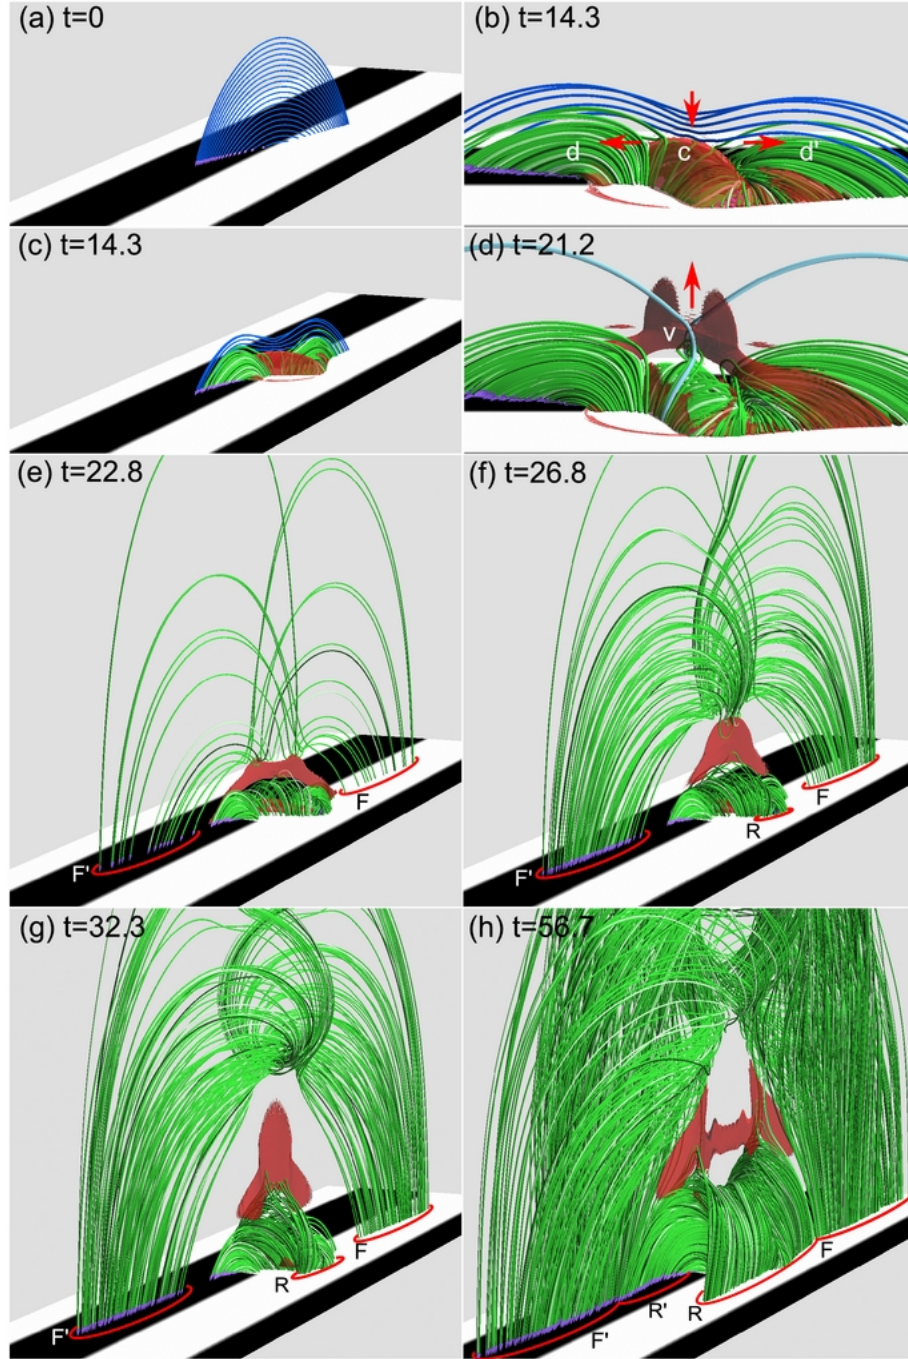 (a) t=0
(b) t=14.3
d
c
d'
(c) t=14.3
(d) t=21.2
v
(e) t=22.8
F
F'
(f) t=26.8
F
R
F'
(g) t=32.3
F
R
F'
(h) t=56.7
F
R
R'
F'